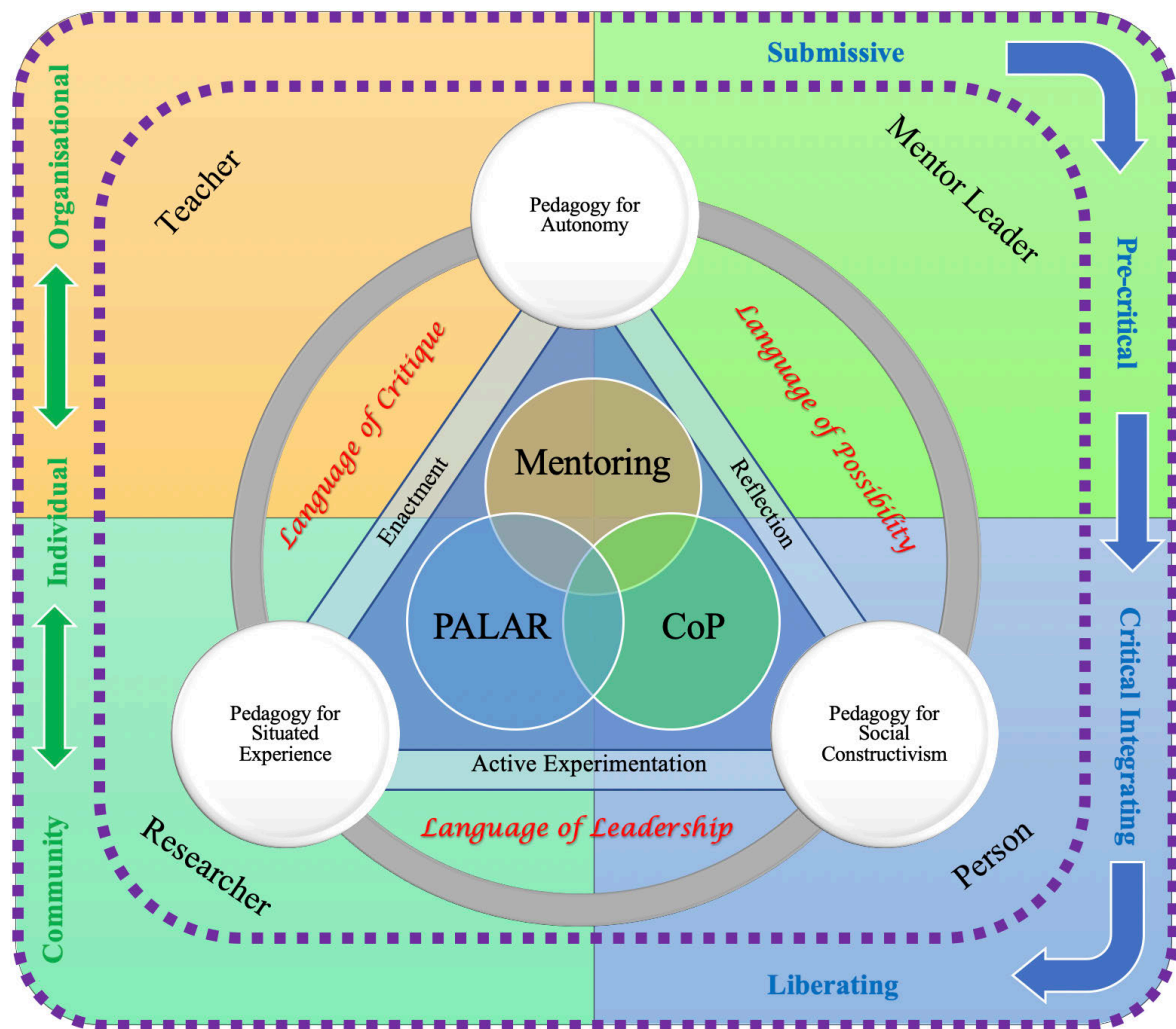 Submissive
Organisational
Teacher
Mentor Leader
Pedagogy for
Autonomy
Pre-critical
Language of Critique
Language of Possibility
Enactment
Reflection
Mentoring
Individual
PALAR
CoP
Critical Integrating
Pedagogy for
Situated
Experience
Pedagogy for
Social
Constructivism
Active Experimentation
Language of Leadership
Community
Researcher
Person
Liberating